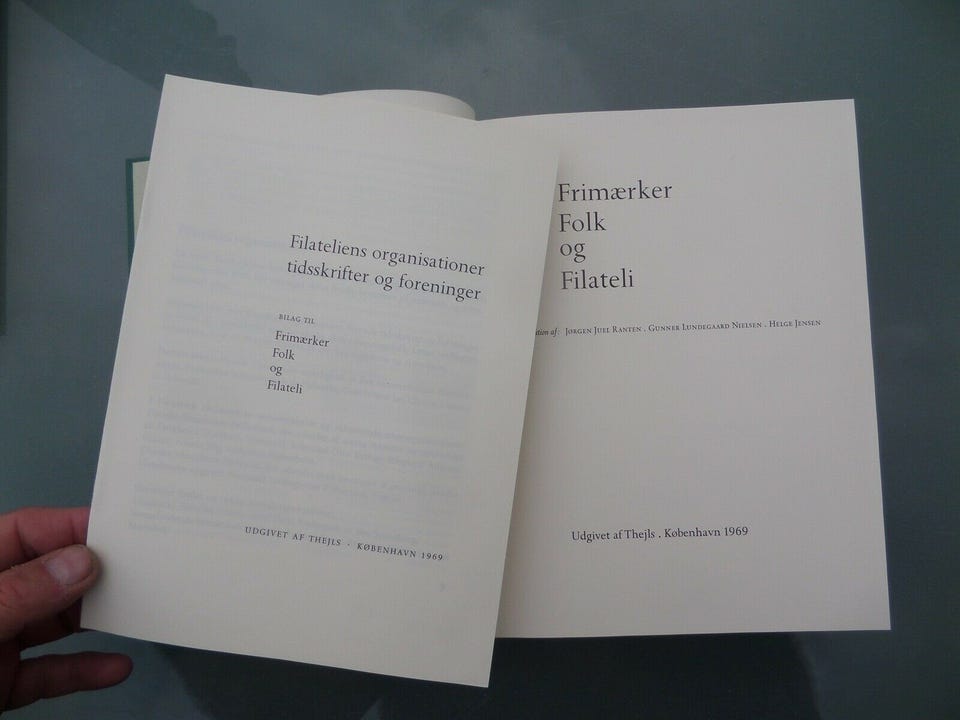 Filateliens organisationer
tidsskrifter og foreninger
BILAG TIL
Frimærker
Folk
og
Filateli
UDGIVET AF THEJLS . KØBENHAVN 1969
Frimærker
Folk
og
Filateli
af: JØRGEN JUEL RANTEN . GUNNER LUNDEGAARD NIELSEN . HELGE JENSEN
Udgivet af Thejls . København 1969